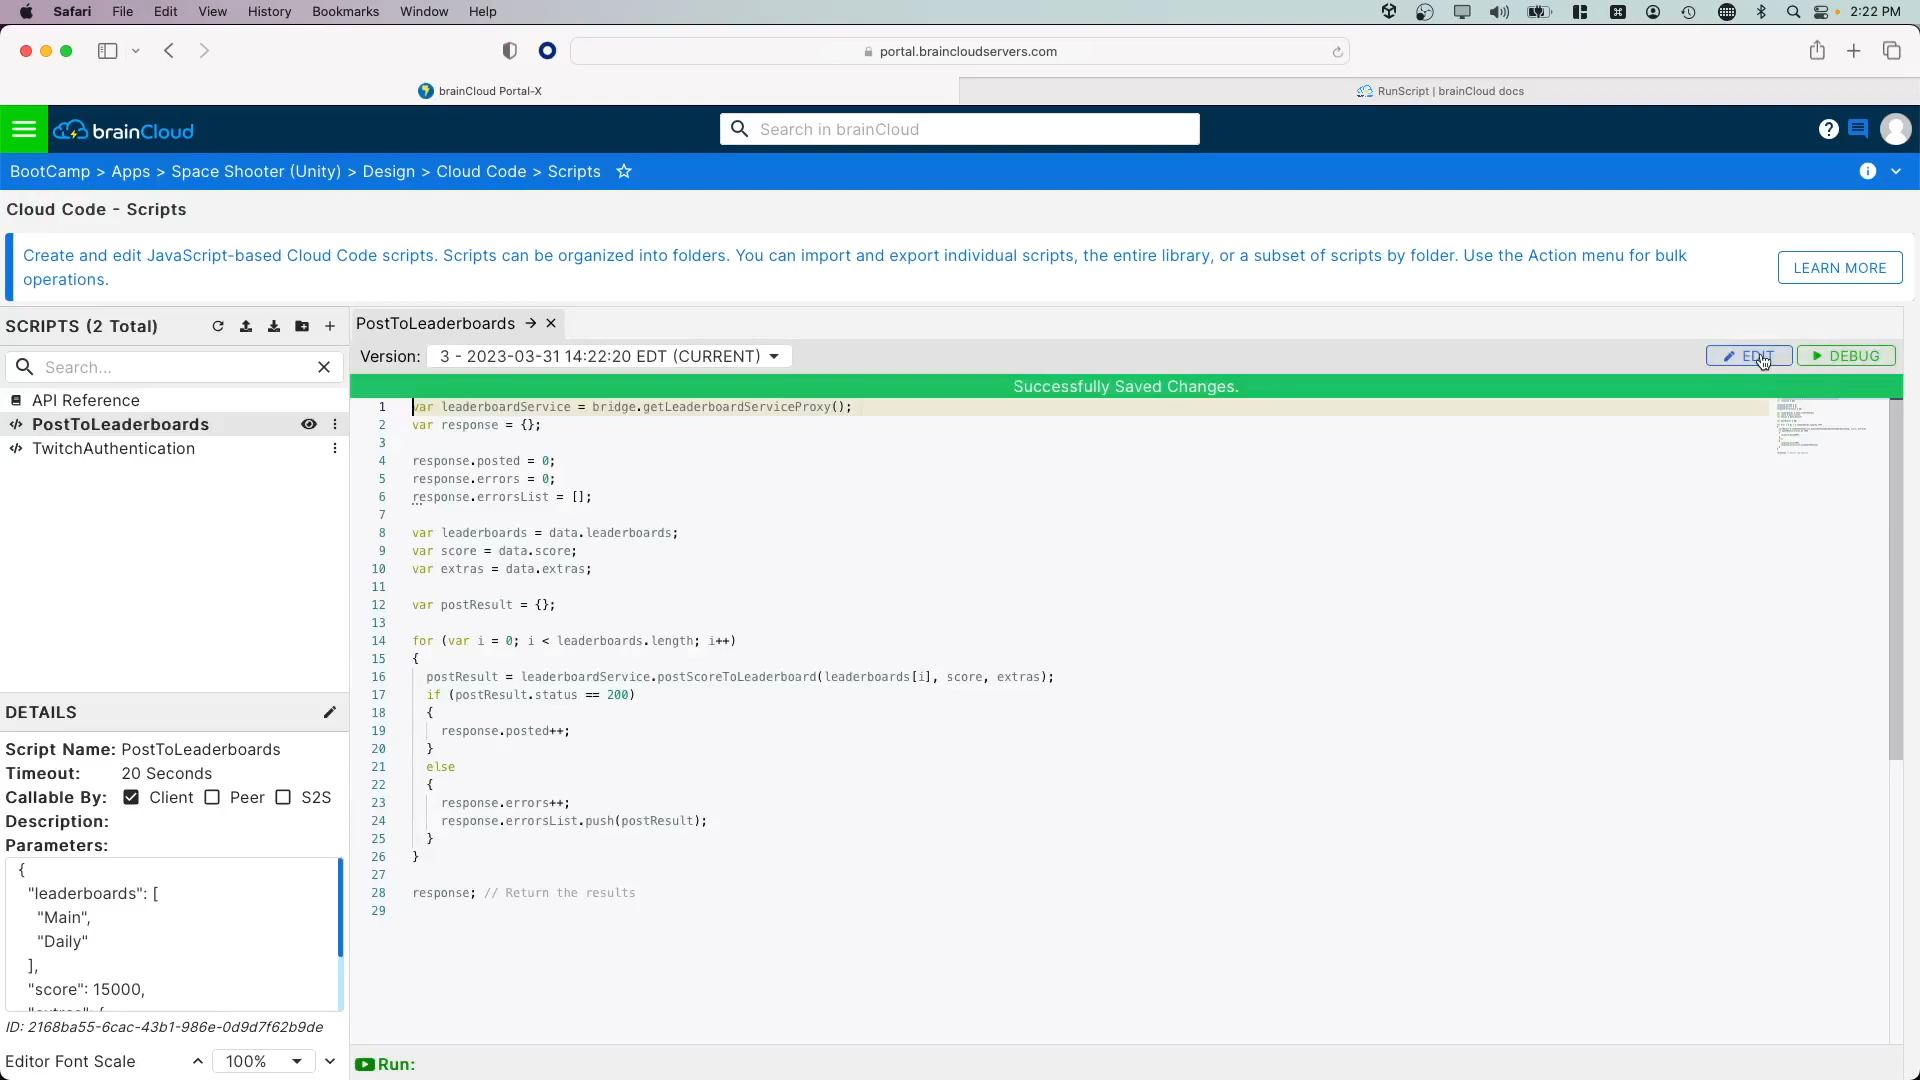 Safari File Edit View History Bookmarks Window Help 2:22 PM
portal.braincloudservers.com
brainCloud Portal-X
RunScript | brainCloud docs
brainCloud
Search in brainCloud
BootCamp > Apps > Space Shooter (Unity) > Design > Cloud Code > Scripts
Cloud Code - Scripts
Create and edit JavaScript-based Cloud Code scripts. Scripts can be organized into folders. You can import and export individual scripts, the entire library, or a subset of scripts by folder. Use the Action menu for bulk
operations.
LEARN MORE
SCRIPTS (2 Total)
Search...
API Reference
PostToLeaderboards
TwitchAuthentication
DETAILS
Script Name: PostToLeaderboards
Timeout: 20 Seconds
Callable By: Client Peer S2S
Description:
Parameters:
{
"leaderboards": [
"Main",
"Daily"
],
"score": 15000,
"extras": {
ID: 2168ba55-6cac-43b1-986e-0d9d7f62b9de
Editor Font Scale 100%
PostToLeaderboards
Version: 3 - 2023-03-31 14:22:20 EDT (CURRENT)
EDIT
DEBUG
Successfully Saved Changes.
1 var leaderboardService = bridge.getLeaderboardServiceProxy();
2 var response = {};
3
4 response.posted = 0;
5 response.errors = 0;
6 response.errorsList = [];
7
8 var leaderboards = data.leaderboards;
9 var score = data.score;
10 var extras = data.extras;
11
12 var postResult = {};
13
14 for (var i = 0; i < leaderboards.length; i++)
15 {
16 postResult = leaderboardService.postScoreToLeaderboard(leaderboards[i], score, extras);
17 if (postResult.status == 200)
18 {
19 response.posted++;
20 }
21 else
22 {
23 response.errors++;
24 response.errorsList.push(postResult);
25 }
26 }
27
28 response; // Return the results
29
Run: